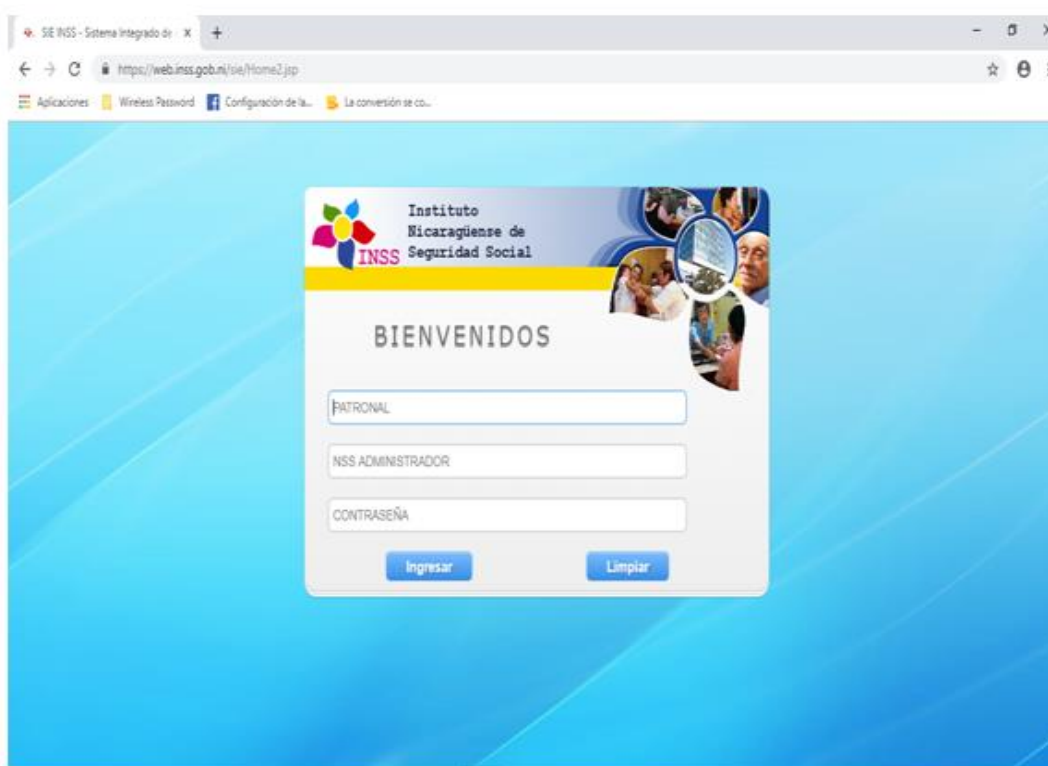 SIE INSS - Sistema Integrado de
https://web.inss.gob.ni/sie/Home2.jsp
Aplicaciones Wireless Password Configuración de la... La conversión se co...
Instituto
Nicaragüense de
Seguridad Social
INSS
BIENVENIDOS
PATRONAL
NSS ADMINISTRADOR
CONTRASEÑA
Ingresar Limpiar